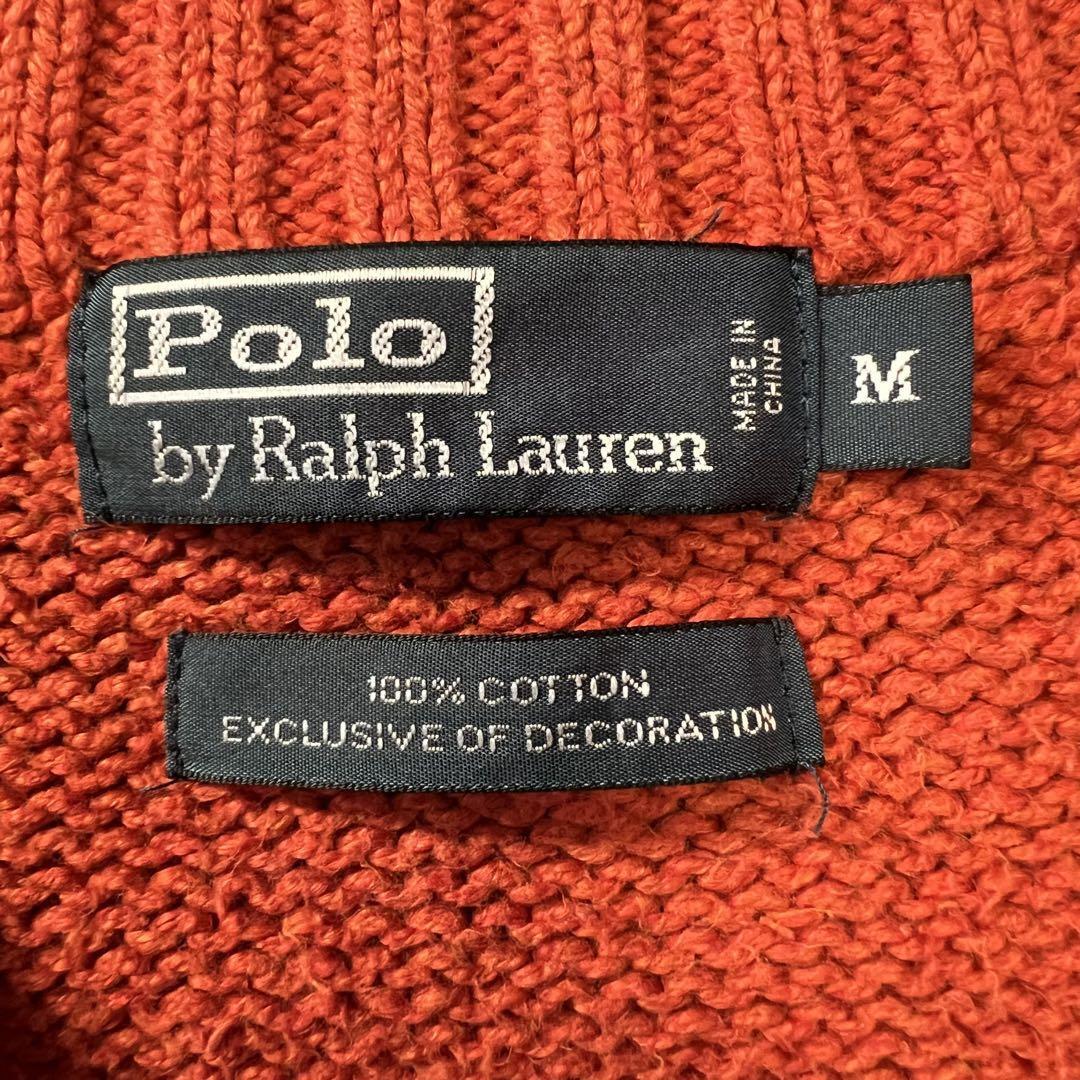 Polo
by Ralph Lauren
MADE IN
CHINA
M
100% COTTON
EXCLUSIVE OF DECORATION